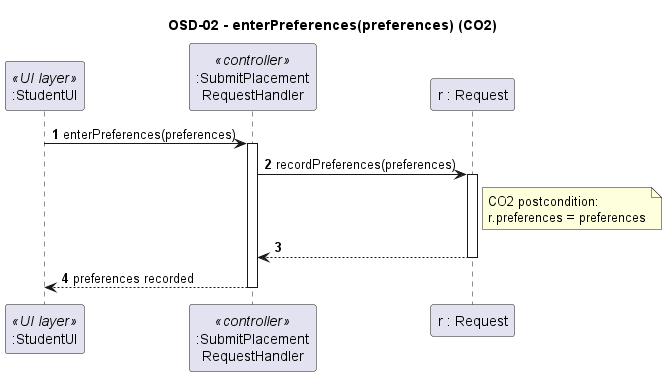 OSD-02 - enterPreferences(preferences) (CO2)
«UI layer»
:StudentUI
«controller»
:SubmitPlacement
RequestHandler
r : Request
1 enterPreferences(preferences)
2 recordPreferences(preferences)
CO2 postcondition:
r.preferences = preferences
3
4 preferences recorded
«UI layer»
:StudentUI
«controller»
:SubmitPlacement
RequestHandler
r : Request